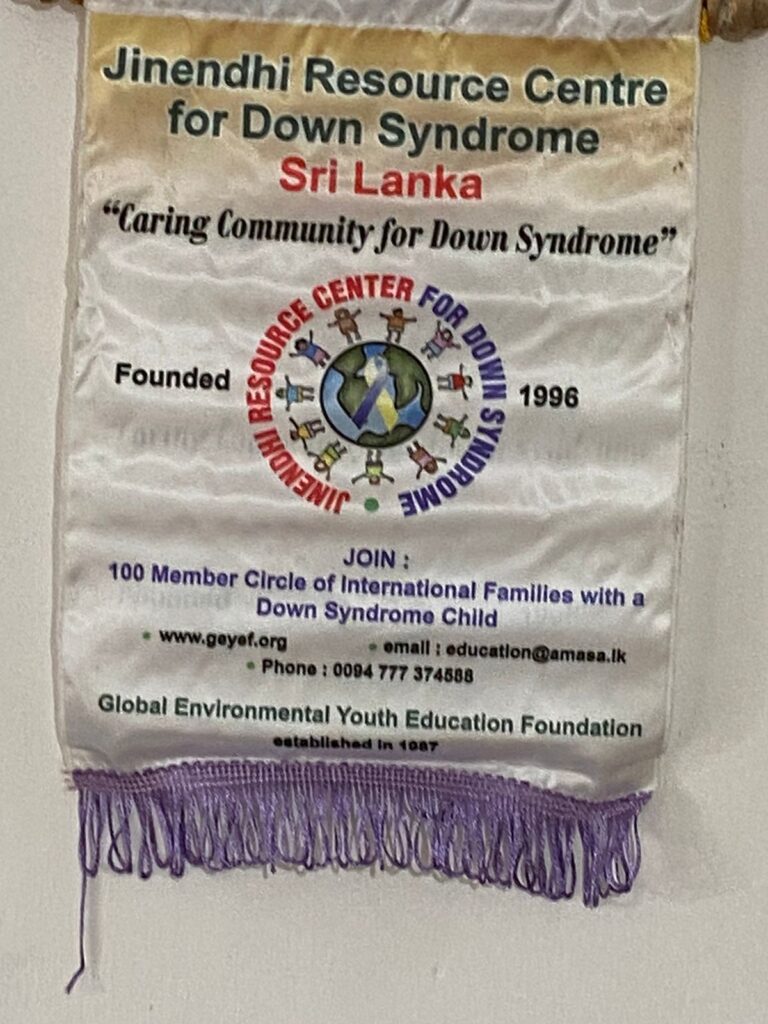 Jinendhi Resource Centre
for Down Syndrome
Sri Lanka
“Caring Community for Down Syndrome”
JINENDHI RESOURCE CENTER FOR DOWN SYNDROME
Founded 1996
JOIN :
100 Member Circle of International Families with a
Down Syndrome Child
• www.geyef.org • email : education@amasa.lk
• Phone : 0094 777 374588
Global Environmental Youth Education Foundation
established in 1987